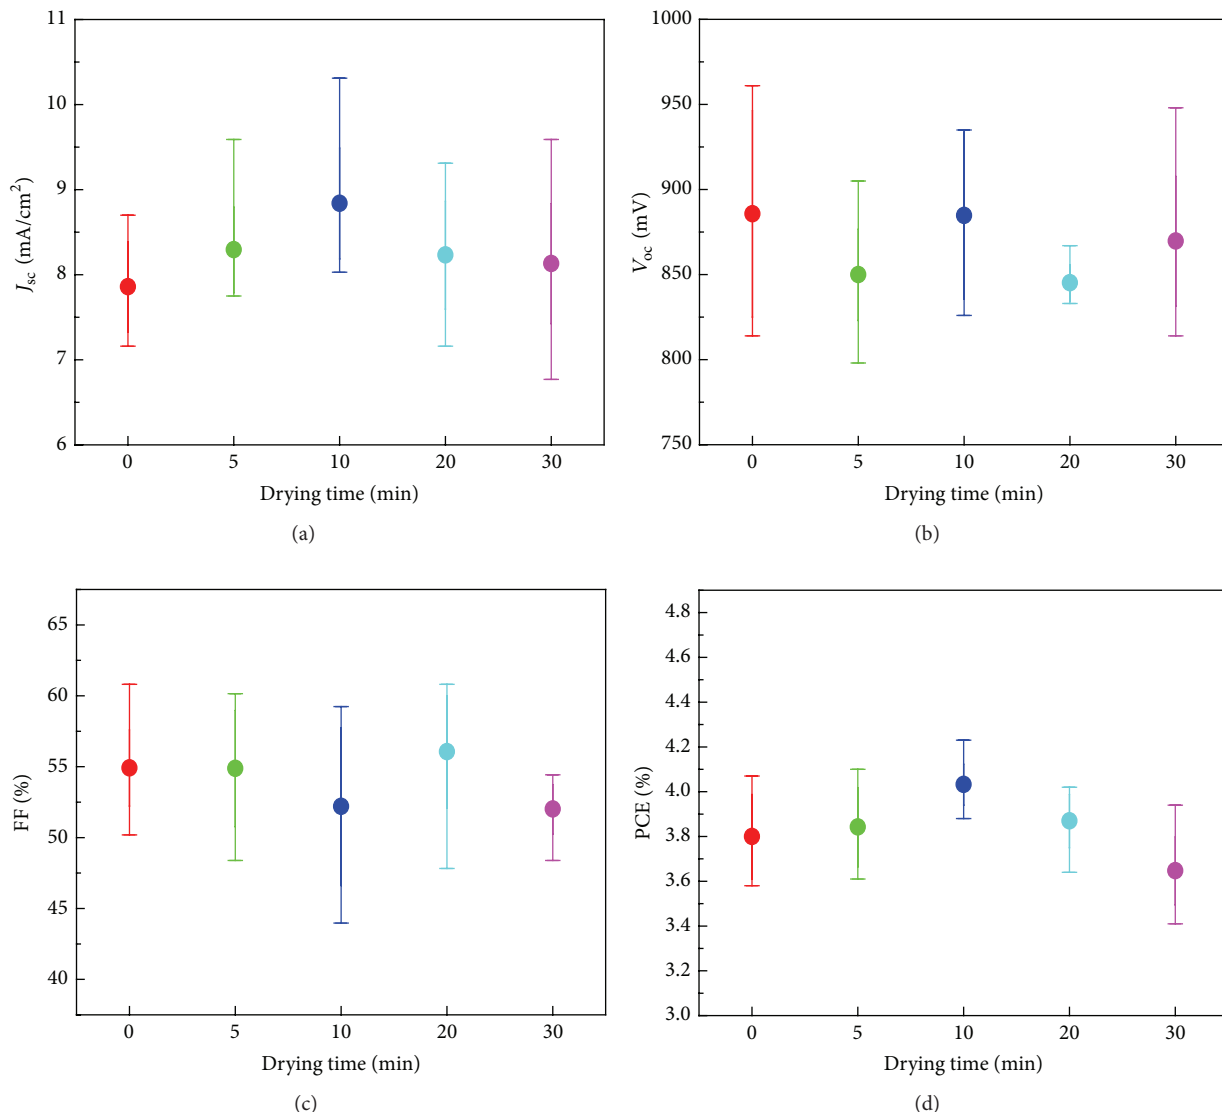 11
10
9
8
7
6
J_sc (mA/cm²)
0 5 10 20 30
Drying time (min)
(a)
1000
950
900
850
800
750
V_oc (mV)
0 5 10 20 30
Drying time (min)
(b)
65
60
55
50
45
40
FF (%)
0 5 10 20 30
Drying time (min)
(c)
4.8
4.6
4.4
4.2
4.0
3.8
3.6
3.4
3.2
3.0
PCE (%)
0 5 10 20 30
Drying time (min)
(d)